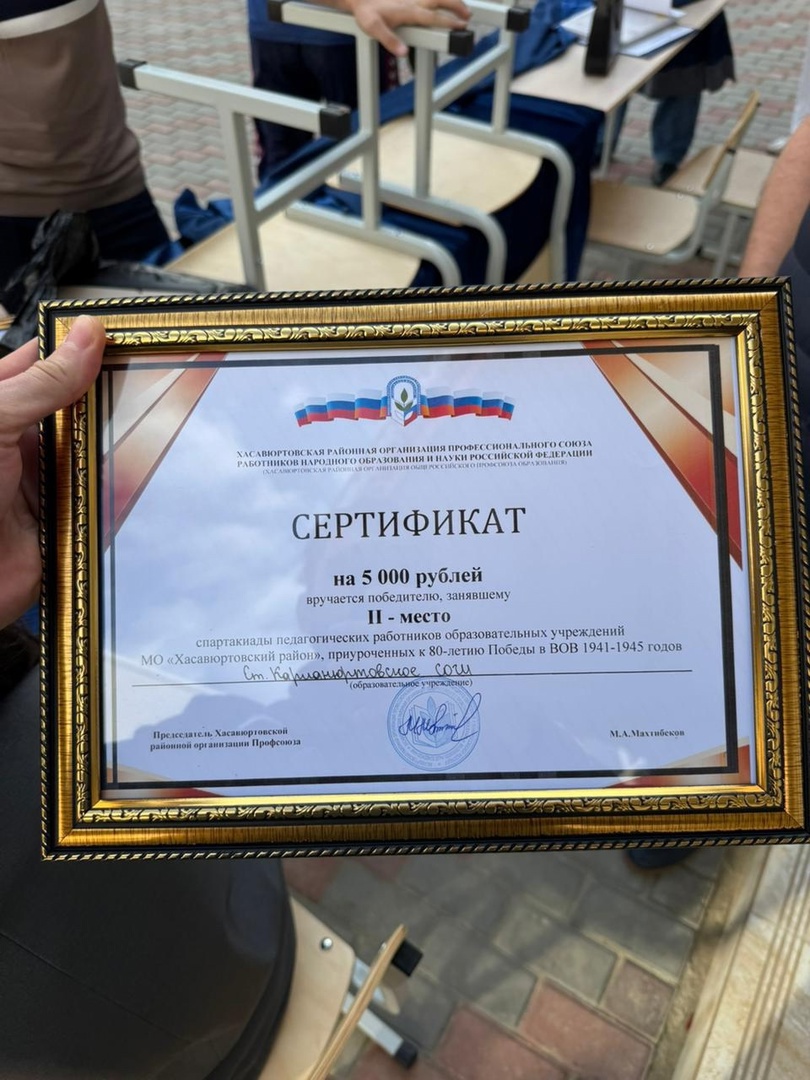 ХАСАВЮРТОВСКАЯ РАЙОННАЯ ОРГАНИЗАЦИЯ ПРОФЕССИОНАЛЬНОГО СОЮЗА
РАБОТНИКОВ НАРОДНОГО ОБРАЗОВАНИЯ И НАУКИ РОССИЙСКОЙ ФЕДЕРАЦИИ
(ХАСАВЮРТОВСКАЯ РАЙОННАЯ ОРГАНИЗАЦИЯ ОБЩЕРОССИЙСКОГО ПРОФСОЮЗА ОБРАЗОВАНИЯ)
СЕРТИФИКАТ
на 5 000 рублей
вручается победителю, занявшему
II - место
спартакиады педагогических работников образовательных учреждений
МО «Хасавюртовский район», приуроченных к 80-летию Победы в ВОВ 1941-1945 годов
Ст. Карланюртовское сош
(образовательное учреждение)
Председатель Хасавюртовской
районной организации Профсоюза
М.А.Махтибеков